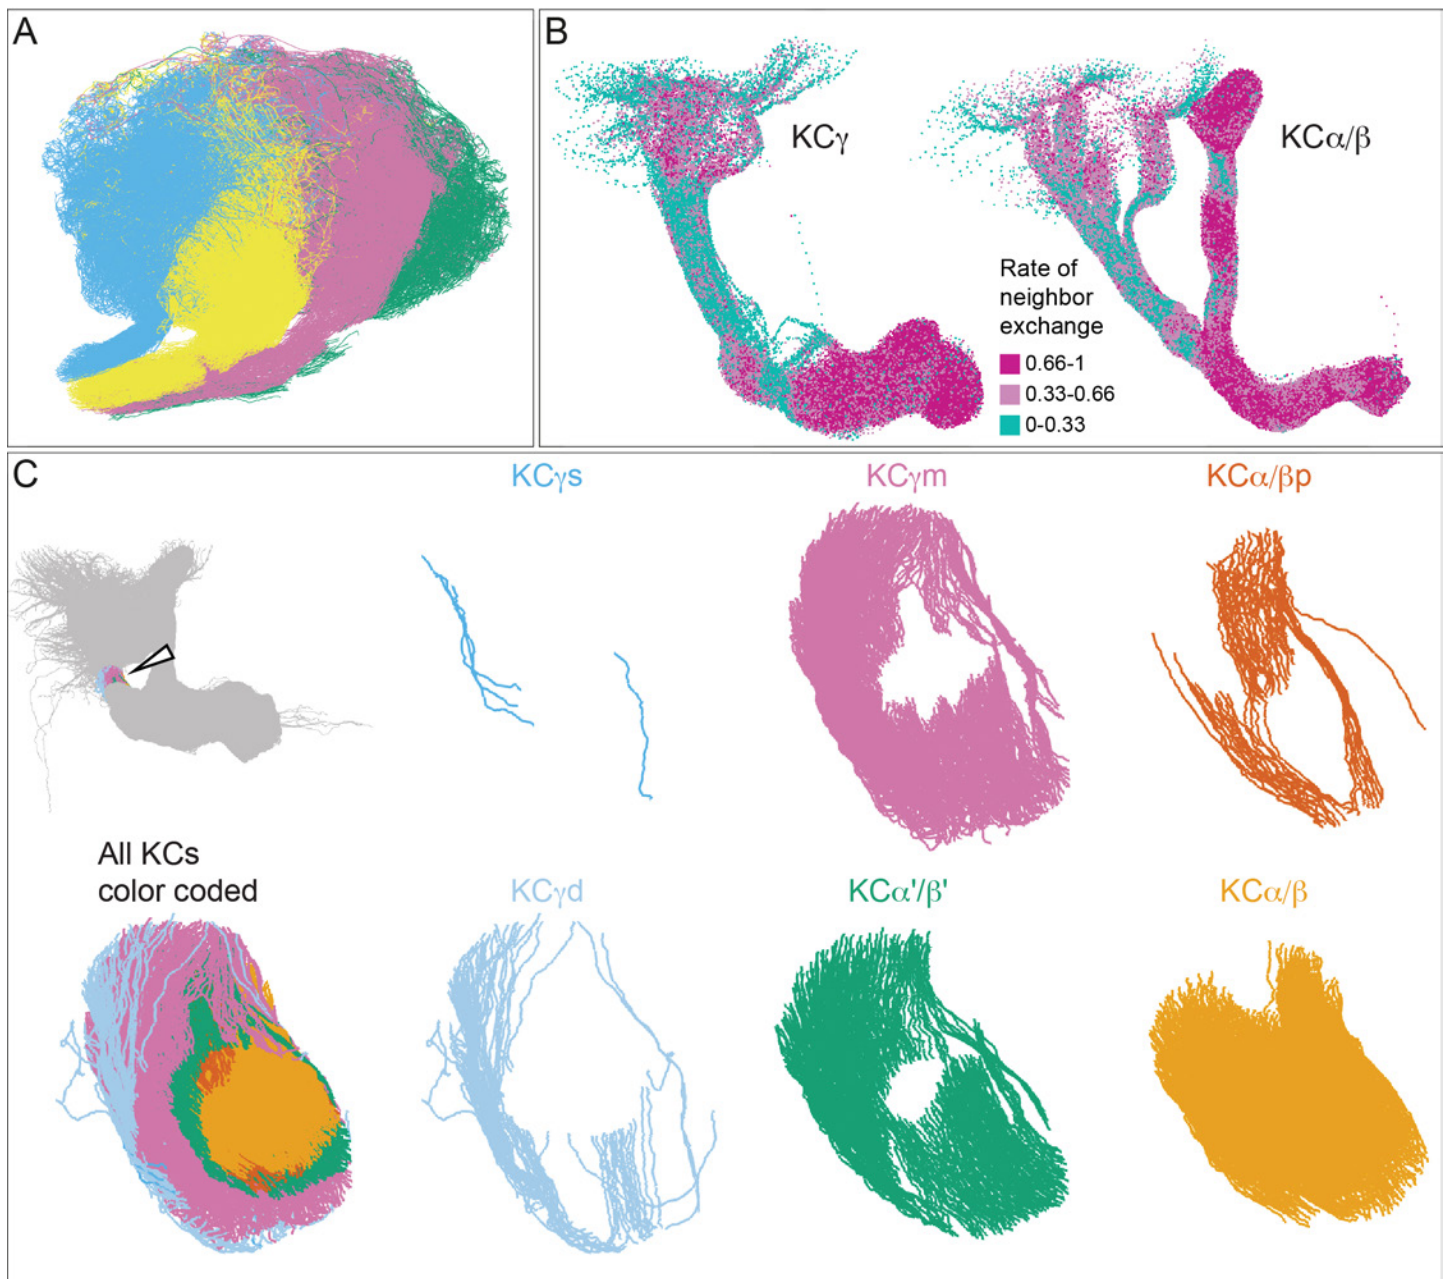 A
B
KCγ
KCα/β
Rate of
neighbor
exchange
0.66-1
0.33-0.66
0-0.33
C
KCγs
KCγm
KCα/βp
All KCs
color coded
KCγd
KCα'/β'
KCα/β